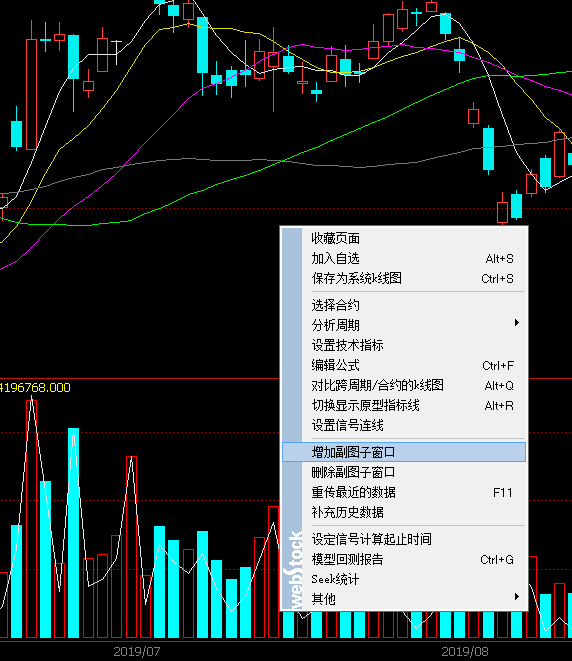 收藏页面
加入自选 Alt+S
保存为系统k线图 Ctrl+S
选择合约
分析周期
设置技术指标
编辑公式 Ctrl+F
对比跨周期/合约的k线图 Alt+Q
4196768.000
切换显示原型指标线 Alt+R
设置信号连线
增加副图子窗口
删除副图子窗口
重传最近的数据 F11
补充历史数据
设定信号计算起止时间
模型回测报告 Ctrl+G
Seek统计
其他
webstock
2019/07 2019/08